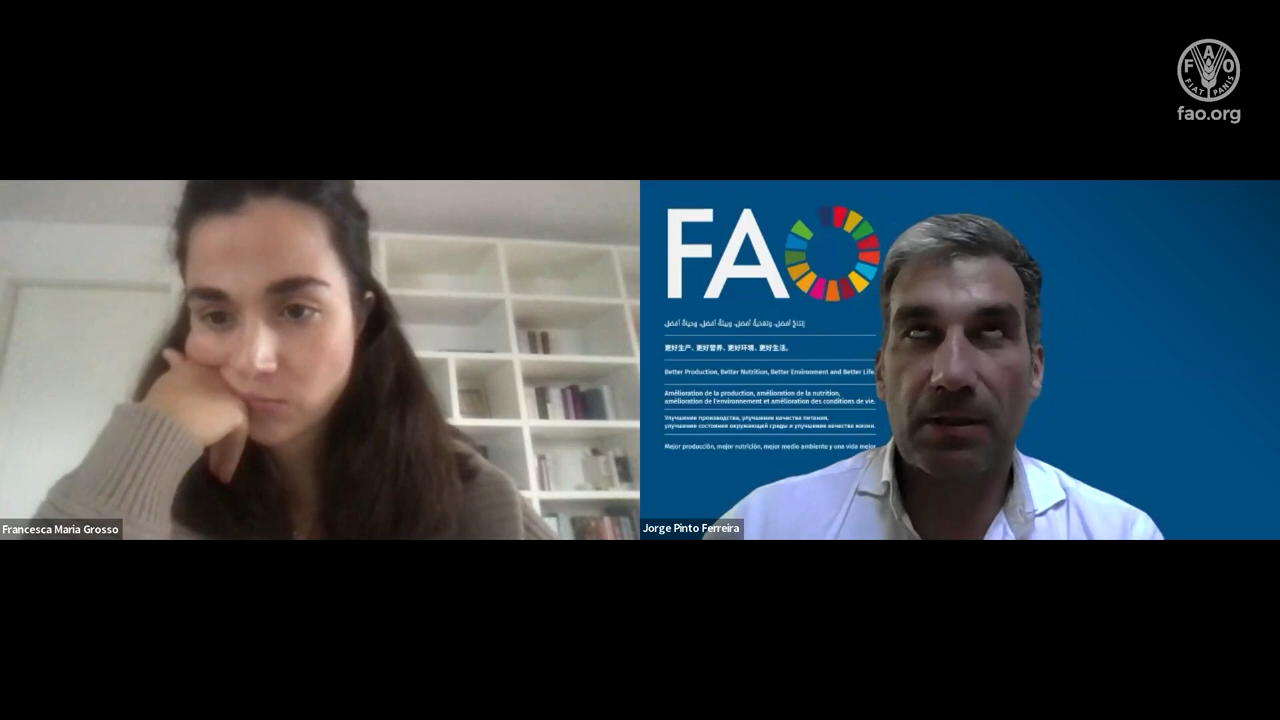 FAO
FIAT PANIS
fao.org
FAO
إنتاجٌ أفضل، وتغذيةٌ أفضل، وبيئةٌ أفضل، وحياةٌ أفضل.
更好生产、更好营养、更好环境、更好生活。
Better Production, Better Nutrition, Better Environment and Better Life.
Amélioration de la production, amélioration de la nutrition,
amélioration de l'environnement et amélioration des conditions de vie.
Улучшение производства, улучшение качества питания,
улучшение состояния окружающей среды и улучшение качества жизни.
Mejor producción, mejor nutrición, mejor medio ambiente y una vida mejor
Francesca Maria Grosso
Jorge Pinto Ferreira